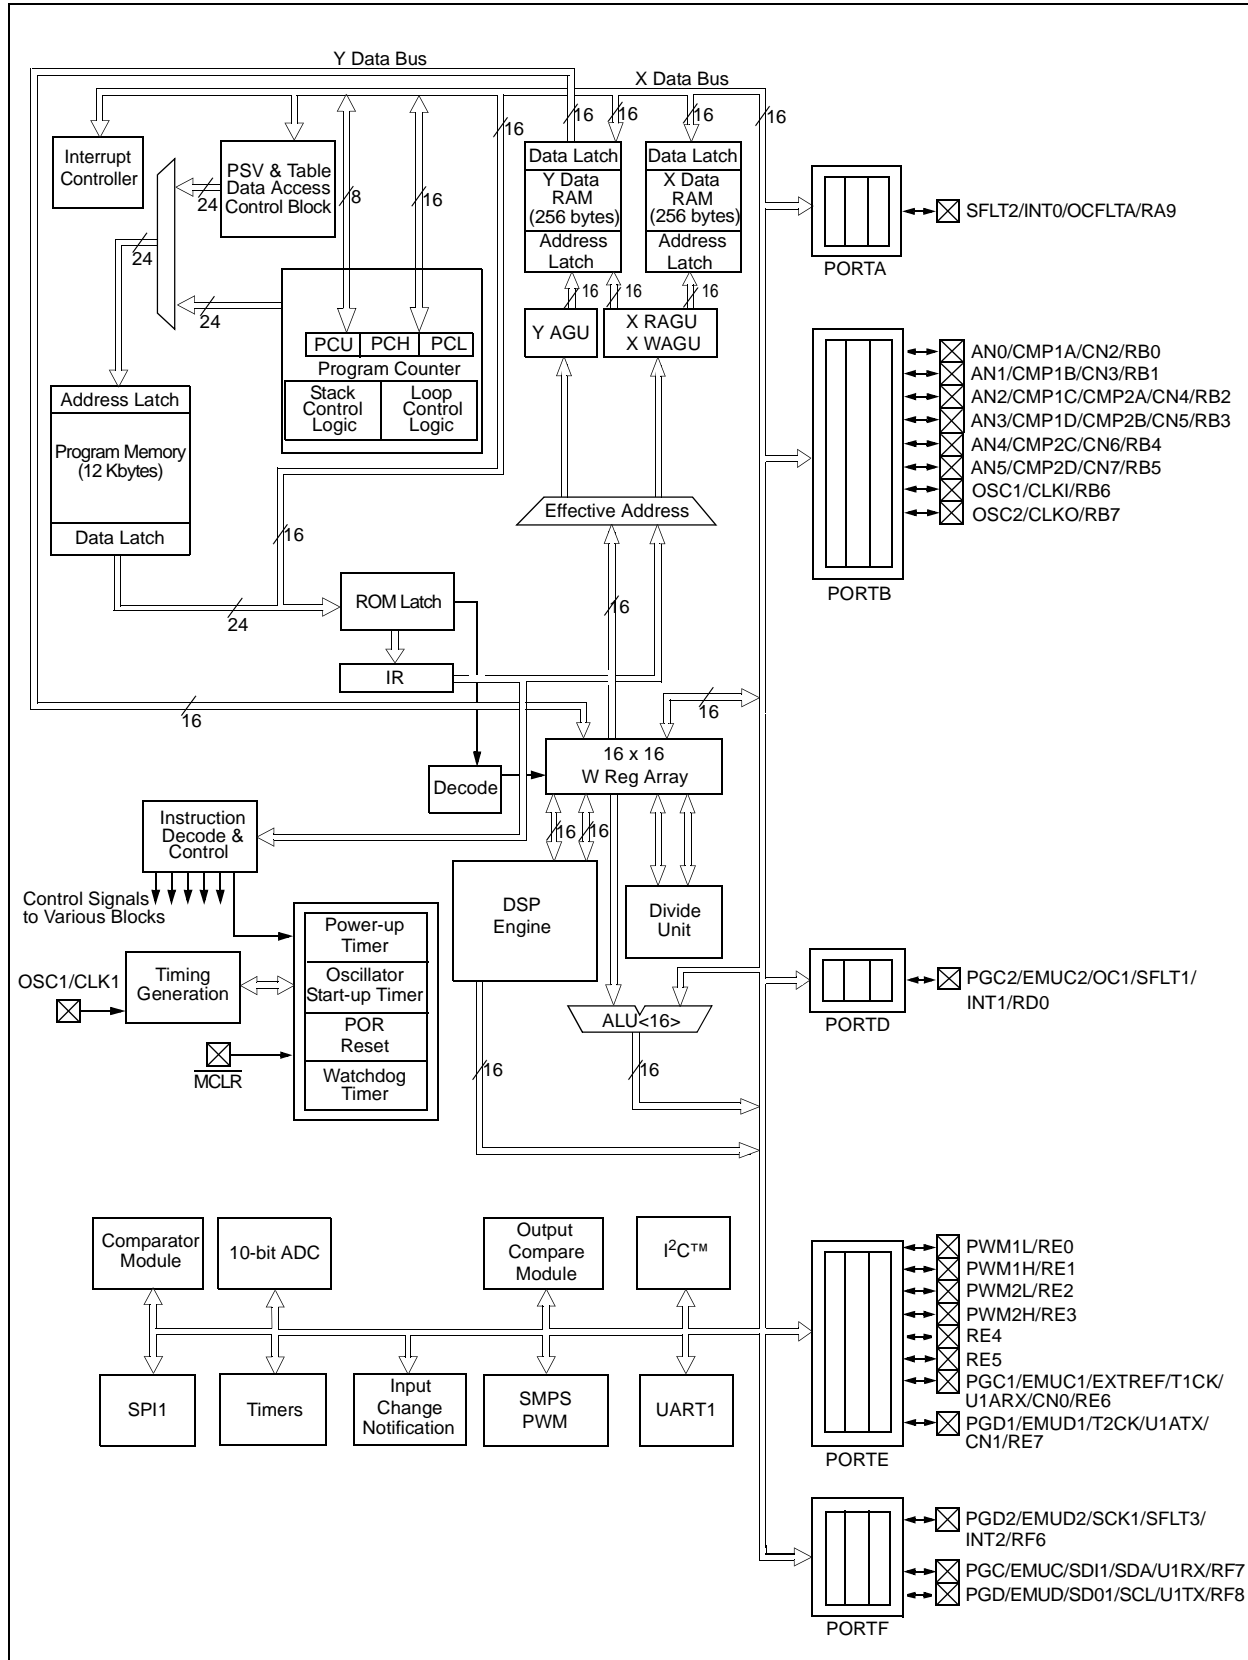 Y Data Bus
X Data Bus
16
16
16
16
16
Interrupt
Controller
PSV & Table
Data Access
Control Block
24
8
16
24
24
Data Latch
Y Data
RAM
(256 bytes)
Address
Latch
Data Latch
X Data
RAM
(256 bytes)
Address
Latch
16
16
16
Y AGU
X RAGU
X WAGU
PCU
PCH
PCL
Program Counter
Stack
Control
Logic
Loop
Control
Logic
Address Latch
Program Memory
(12 Kbytes)
Data Latch
Effective Address
16
24
ROM Latch
16
IR
16
16
16 x 16
W Reg Array
Decode
Instruction
Decode &
Control
16
16
Control Signals
to Various Blocks
DSP
Engine
Divide
Unit
Power-up
Timer
Oscillator
Start-up Timer
POR
Reset
Watchdog
Timer
OSC1/CLK1
Timing
Generation
MCLR
ALU<16>
16
16
Comparator
Module
10-bit ADC
Output
Compare
Module
I²C™
SPI1
Timers
Input
Change
Notification
SMPS
PWM
UART1
SFLT2/INT0/OCFLTA/RA9
PORTA
AN0/CMP1A/CN2/RB0
AN1/CMP1B/CN3/RB1
AN2/CMP1C/CMP2A/CN4/RB2
AN3/CMP1D/CMP2B/CN5/RB3
AN4/CMP2C/CN6/RB4
AN5/CMP2D/CN7/RB5
OSC1/CLKI/RB6
OSC2/CLKO/RB7
PORTB
PGC2/EMUC2/OC1/SFLT1/
INT1/RD0
PORTD
PWM1L/RE0
PWM1H/RE1
PWM2L/RE2
PWM2H/RE3
RE4
RE5
PGC1/EMUC1/EXTREF/T1CK/
U1ARX/CN0/RE6
PGD1/EMUD1/T2CK/U1ATX/
CN1/RE7
PORTE
PGD2/EMUD2/SCK1/SFLT3/
INT2/RF6
PGC/EMUC/SDI1/SDA/U1RX/RF7
PGD/EMUD/SD01/SCL/U1TX/RF8
PORTF